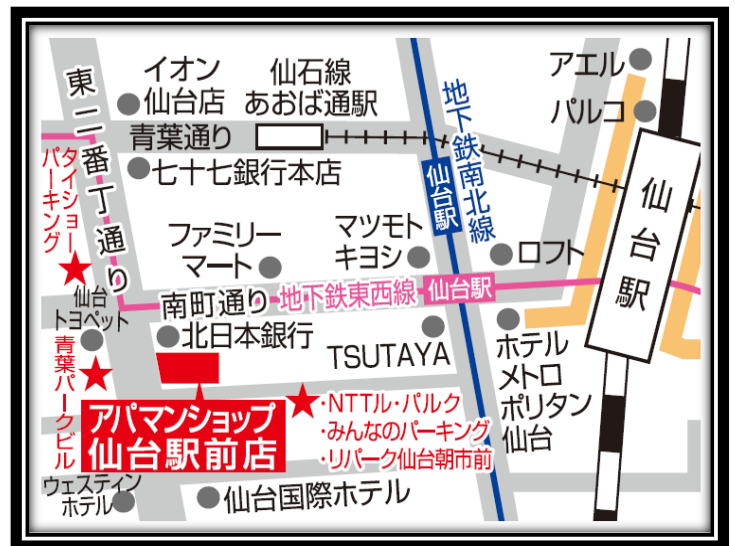 東二番丁通り
イオン
仙台店
仙石線
あおば通駅
青葉通り
七十七銀行本店
地下鉄南北線
仙台駅
アエル
パルコ
仙台駅
タイショー
パーキング
ファミリー
マート
マツモト
キヨシ
ロフト
南町通り
地下鉄東西線
仙台駅
仙台
トヨペット
北日本銀行
TSUTAYA
ホテル
メトロ
ポリタン
仙台
青葉パークビル
アパマンショップ
仙台駅前店
・NTTル・パルク
・みんなのパーキング
・リパーク仙台朝市前
ウェスティン
ホテル
仙台国際ホテル